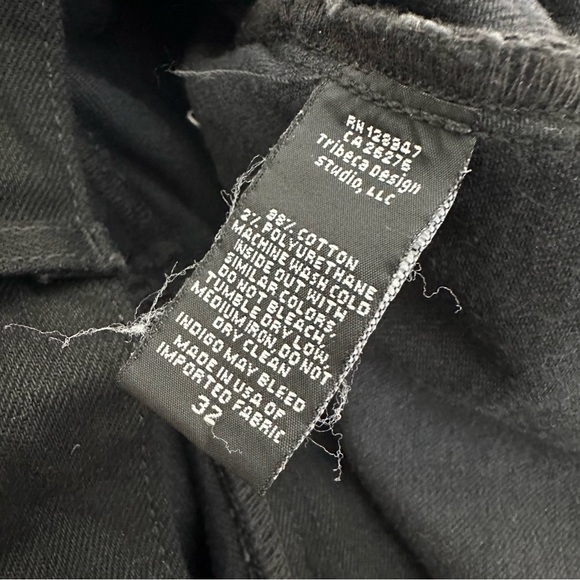 RN 128947
CA 26276
Tribeca Design
studio, LLC
98% COTTON
2% POLYURETHANE
MACHINE WASH COLD
INSIDE OUT WITH
SIMILAR COLORS.
DO NOT BLEACH.
TUMBLE DRY LOW,
MEDIUM IRON, DO NOT
DRY CLEAN
INDIGO MAY BLEED
MADE IN USA OF
IMPORTED FABRIC
32